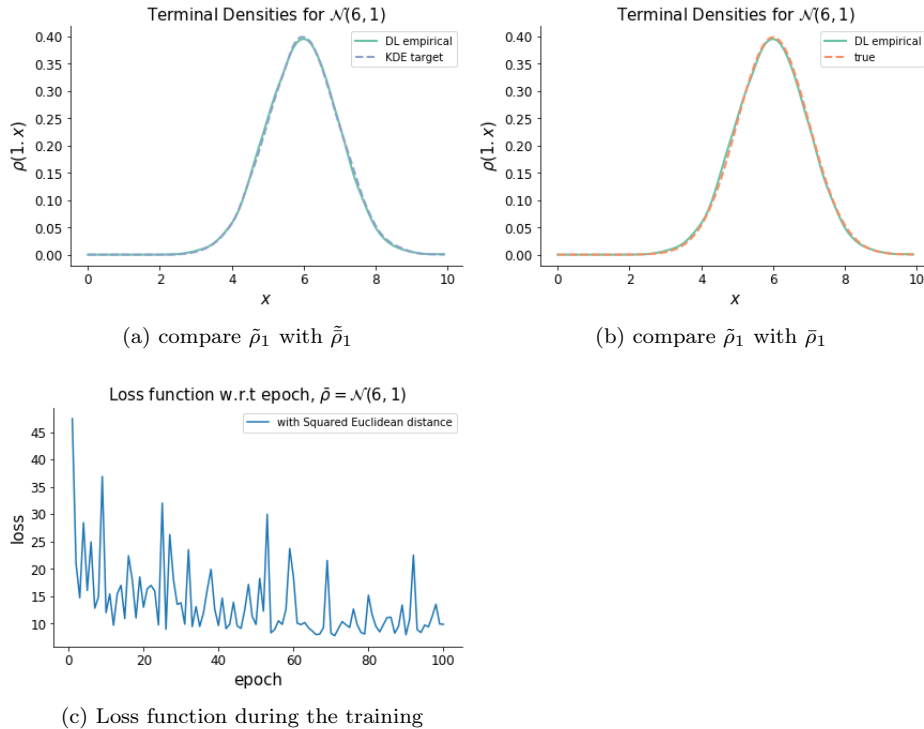 Terminal Densities for 𝒩(6, 1)
DL empirical
KDE target
0.40
0.35
0.30
0.25
0.20
0.15
0.10
0.05
0.00
ρ(1. x)
0 2 4 6 8 10
x
(a) compare ρ̃₁ with ρ̄̃₁
Terminal Densities for 𝒩(6, 1)
DL empirical
true
0.40
0.35
0.30
0.25
0.20
0.15
0.10
0.05
0.00
ρ(1. x)
0 2 4 6 8 10
x
(b) compare ρ̃₁ with ρ̄₁
Loss function w.r.t epoch, ρ̄ = 𝒩(6, 1)
with Squared Euclidean distance
45
40
35
30
25
20
15
10
loss
0 20 40 60 80 100
epoch
(c) Loss function during the training